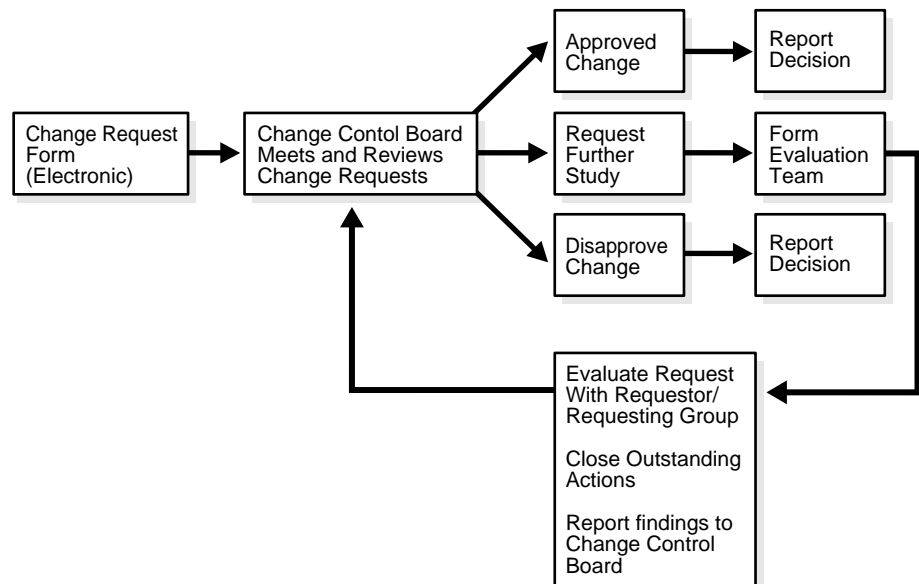 Change Request
Form
(Electronic)
Change Contol Board
Meets and Reviews
Change Requests
Approved
Change
Report
Decision
Request
Further
Study
Form
Evaluation
Team
Disapprove
Change
Report
Decision
Evaluate Request
With Requestor/
Requesting Group
Close Outstanding
Actions
Report findings to
Change Control
Board